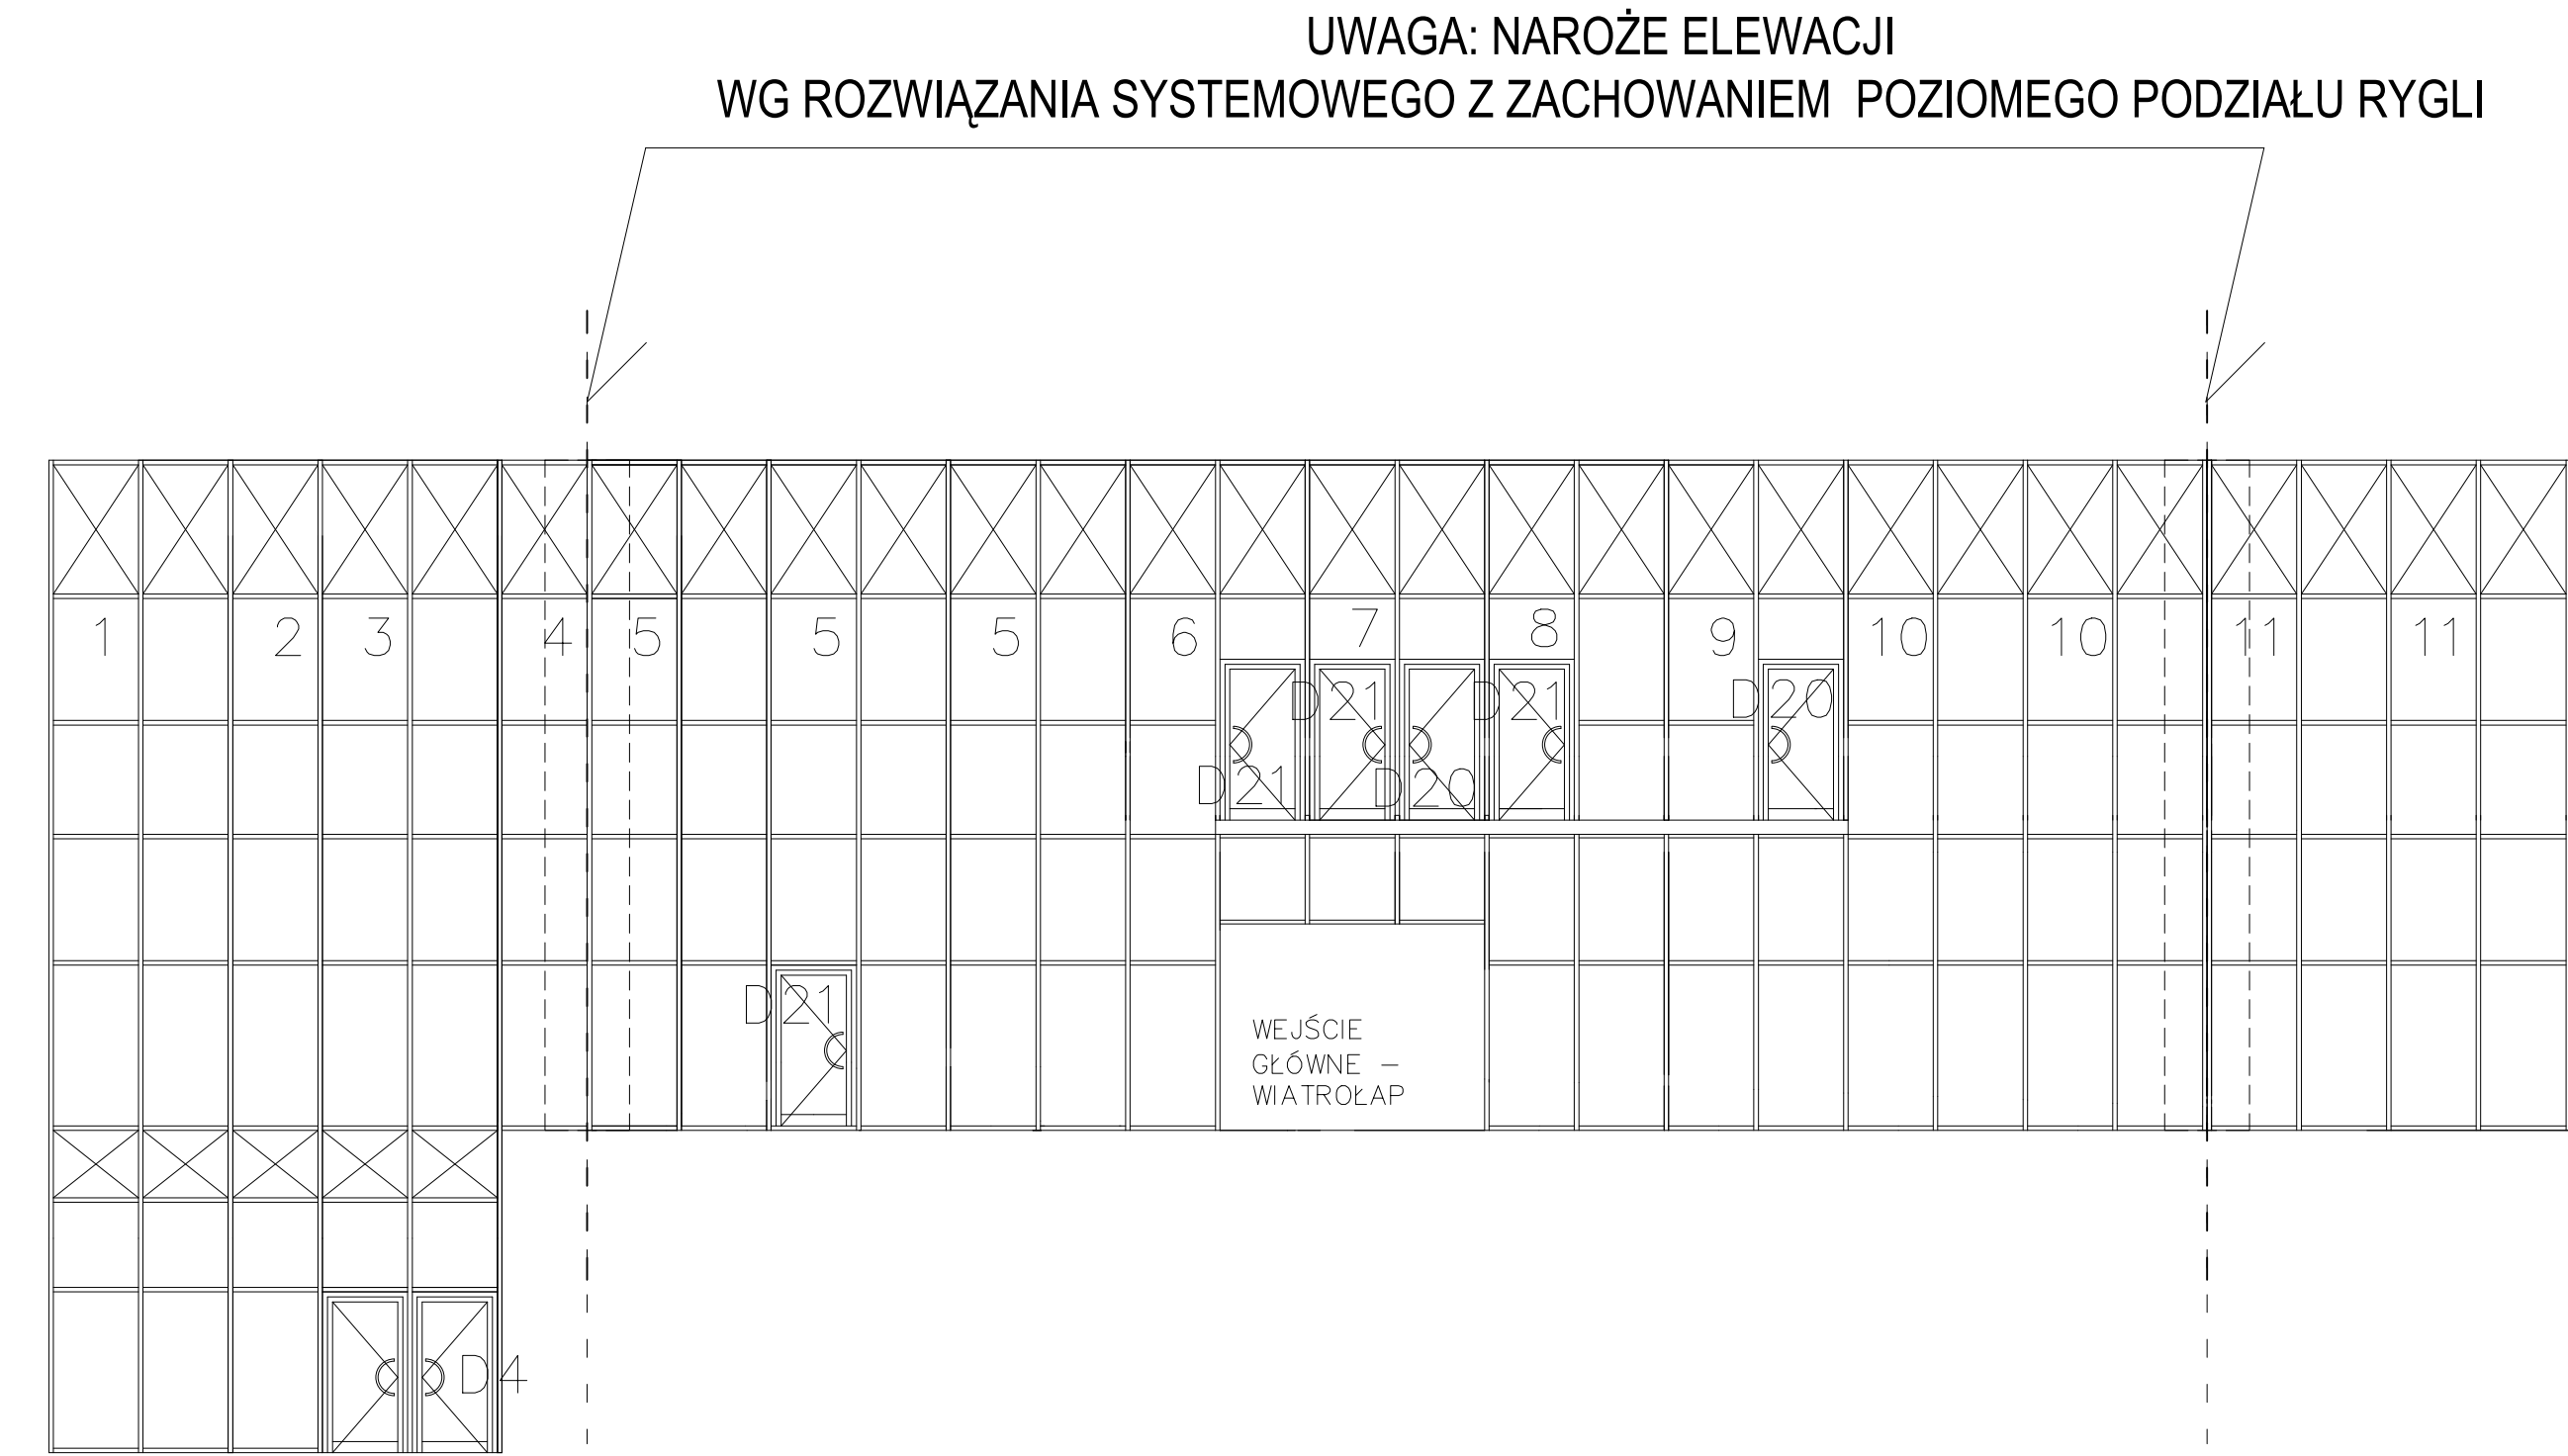 UWAGA: NAROŻE ELEWACJI
WG ROZWIĄZANIA SYSTEMOWEGO Z ZACHOWANIEM POZIOMEGO PODZIAŁU RYGLI
1 2 3 4 5 5 5 6 7 8 9 10 10 11 11
D21 D21 D20
D21 D20
D21
WEJŚCIE
GŁÓWNE –
WIATROŁAP
D4